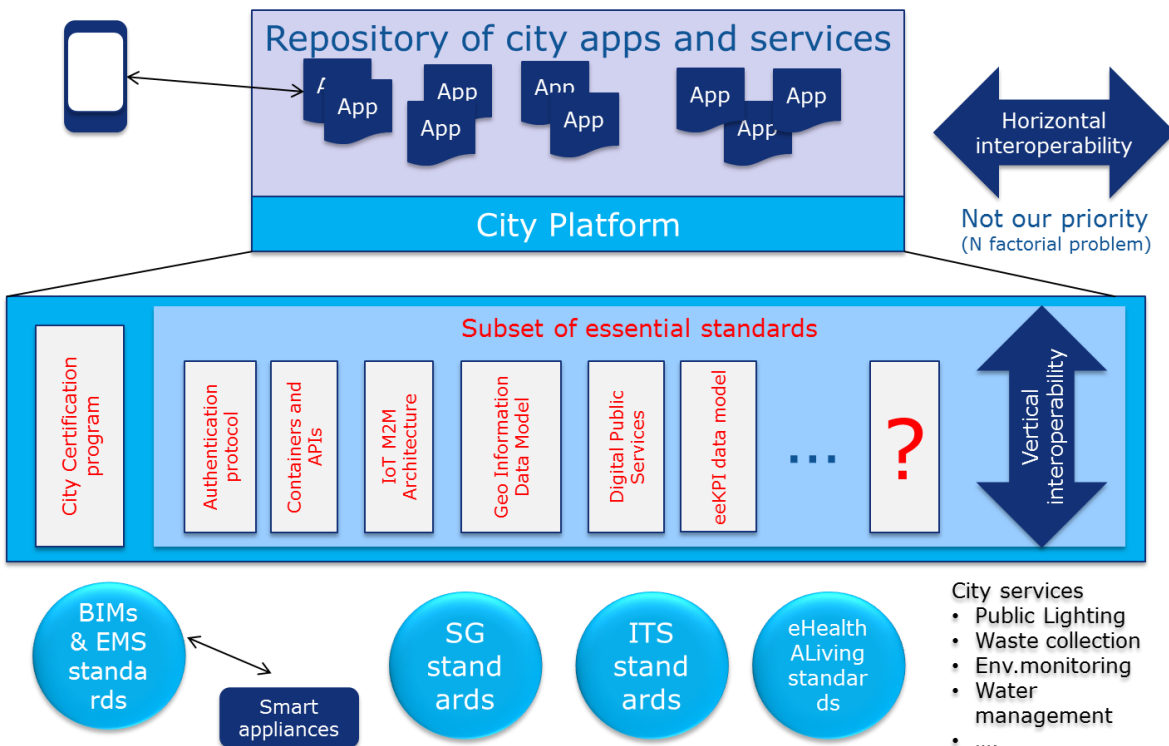 Repository of city apps and services
A
App
App
App
App
App
App
App
App
Horizontal
interoperability
City Platform
Not our priority
(N factorial problem)
Subset of essential standards
City Certification
program
Authentication
protocol
Containers and
APIs
IoT M2M
Architecture
Geo Information
Data Model
Digital Public
Services
eeKPI data model
...
?
Vertical
interoperability
BIMs
& EMS
standa
rds
Smart
appliances
SG
stand
ards
ITS
stand
ards
eHealth
ALiving
standar
ds
City services
• Public Lighting
• Waste collection
• Env.monitoring
• Water
management
• ....